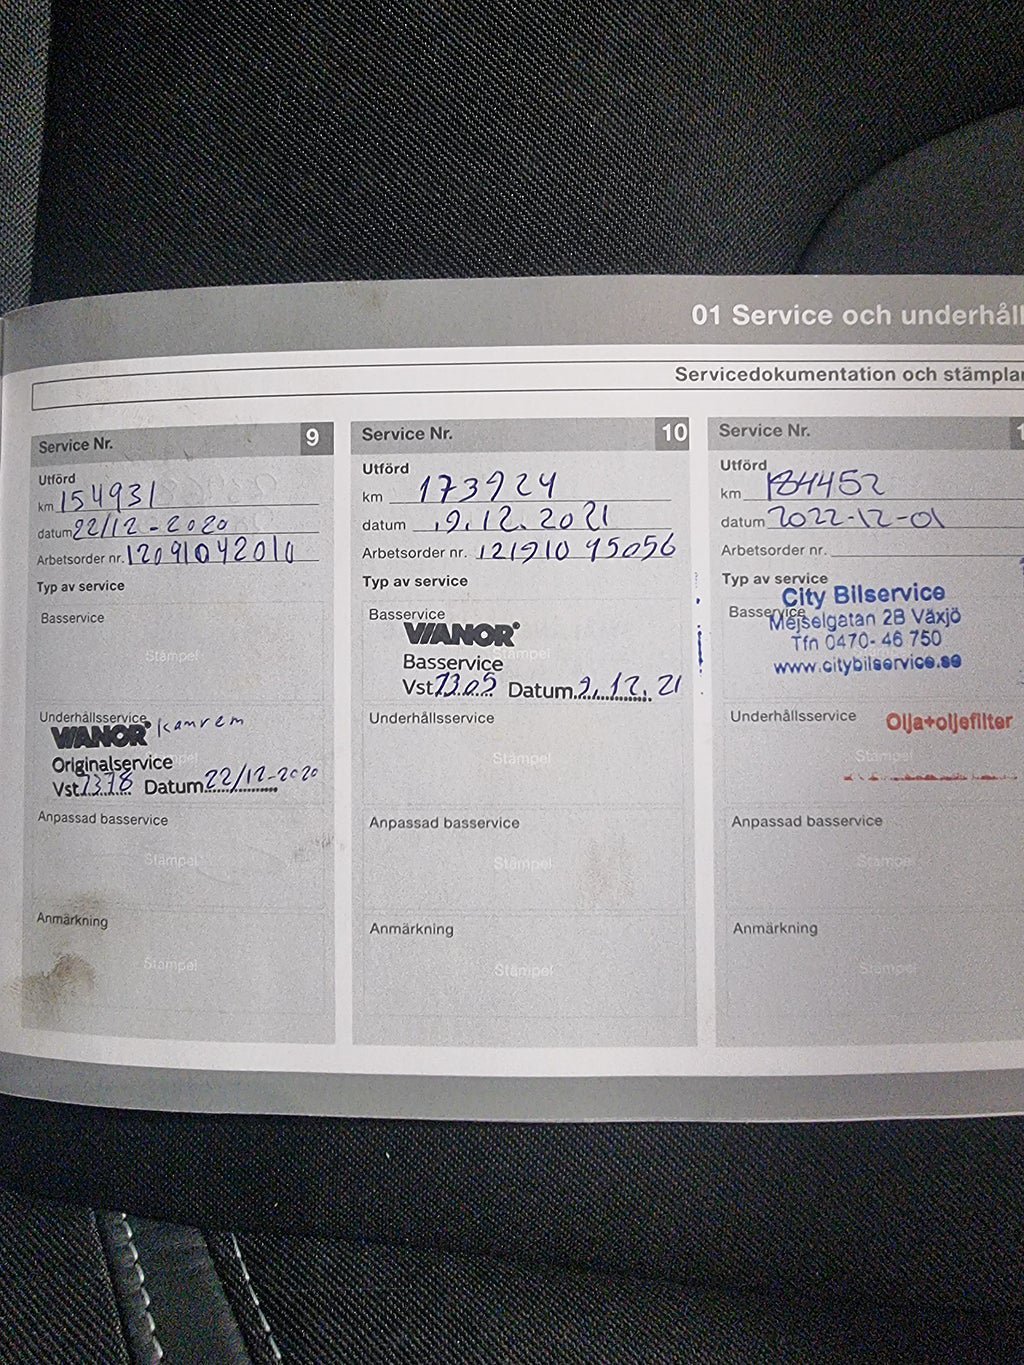 01 Service och underhåll
Servicedokumentation och stämplar
Service Nr. 9
Utförd
km 154931
datum 22/12-2020
Arbetsorder nr. 12091042010
Typ av service
Basservice
Stämpel
Underhållsservice Kamrem
VIANOR
Originalservice
Vst 7378 Datum 22/12-2020
Anpassad basservice
Stämpel
Anmärkning
Stämpel
Service Nr. 10
Utförd
km 173924
datum 9.12.2021
Arbetsorder nr. 121910 45056
Typ av service
Basservice
VIANOR
Basservice
Vst 7305 Datum 9.12.21
Underhållsservice
Stämpel
Anpassad basservice
Stämpel
Anmärkning
Stämpel
Service Nr. 1
Utförd
km 184452
datum 2022-12-01
Arbetsorder nr.
Typ av service
City Bilservice
Basservice
Mejselgatan 2B Växjö
Tfn 0470-46 750
www.citybilservice.se
Underhållsservice Olja+oljefilter
Stämpel
Anpassad basservice
Stämpel
Anmärkning
Stämpel